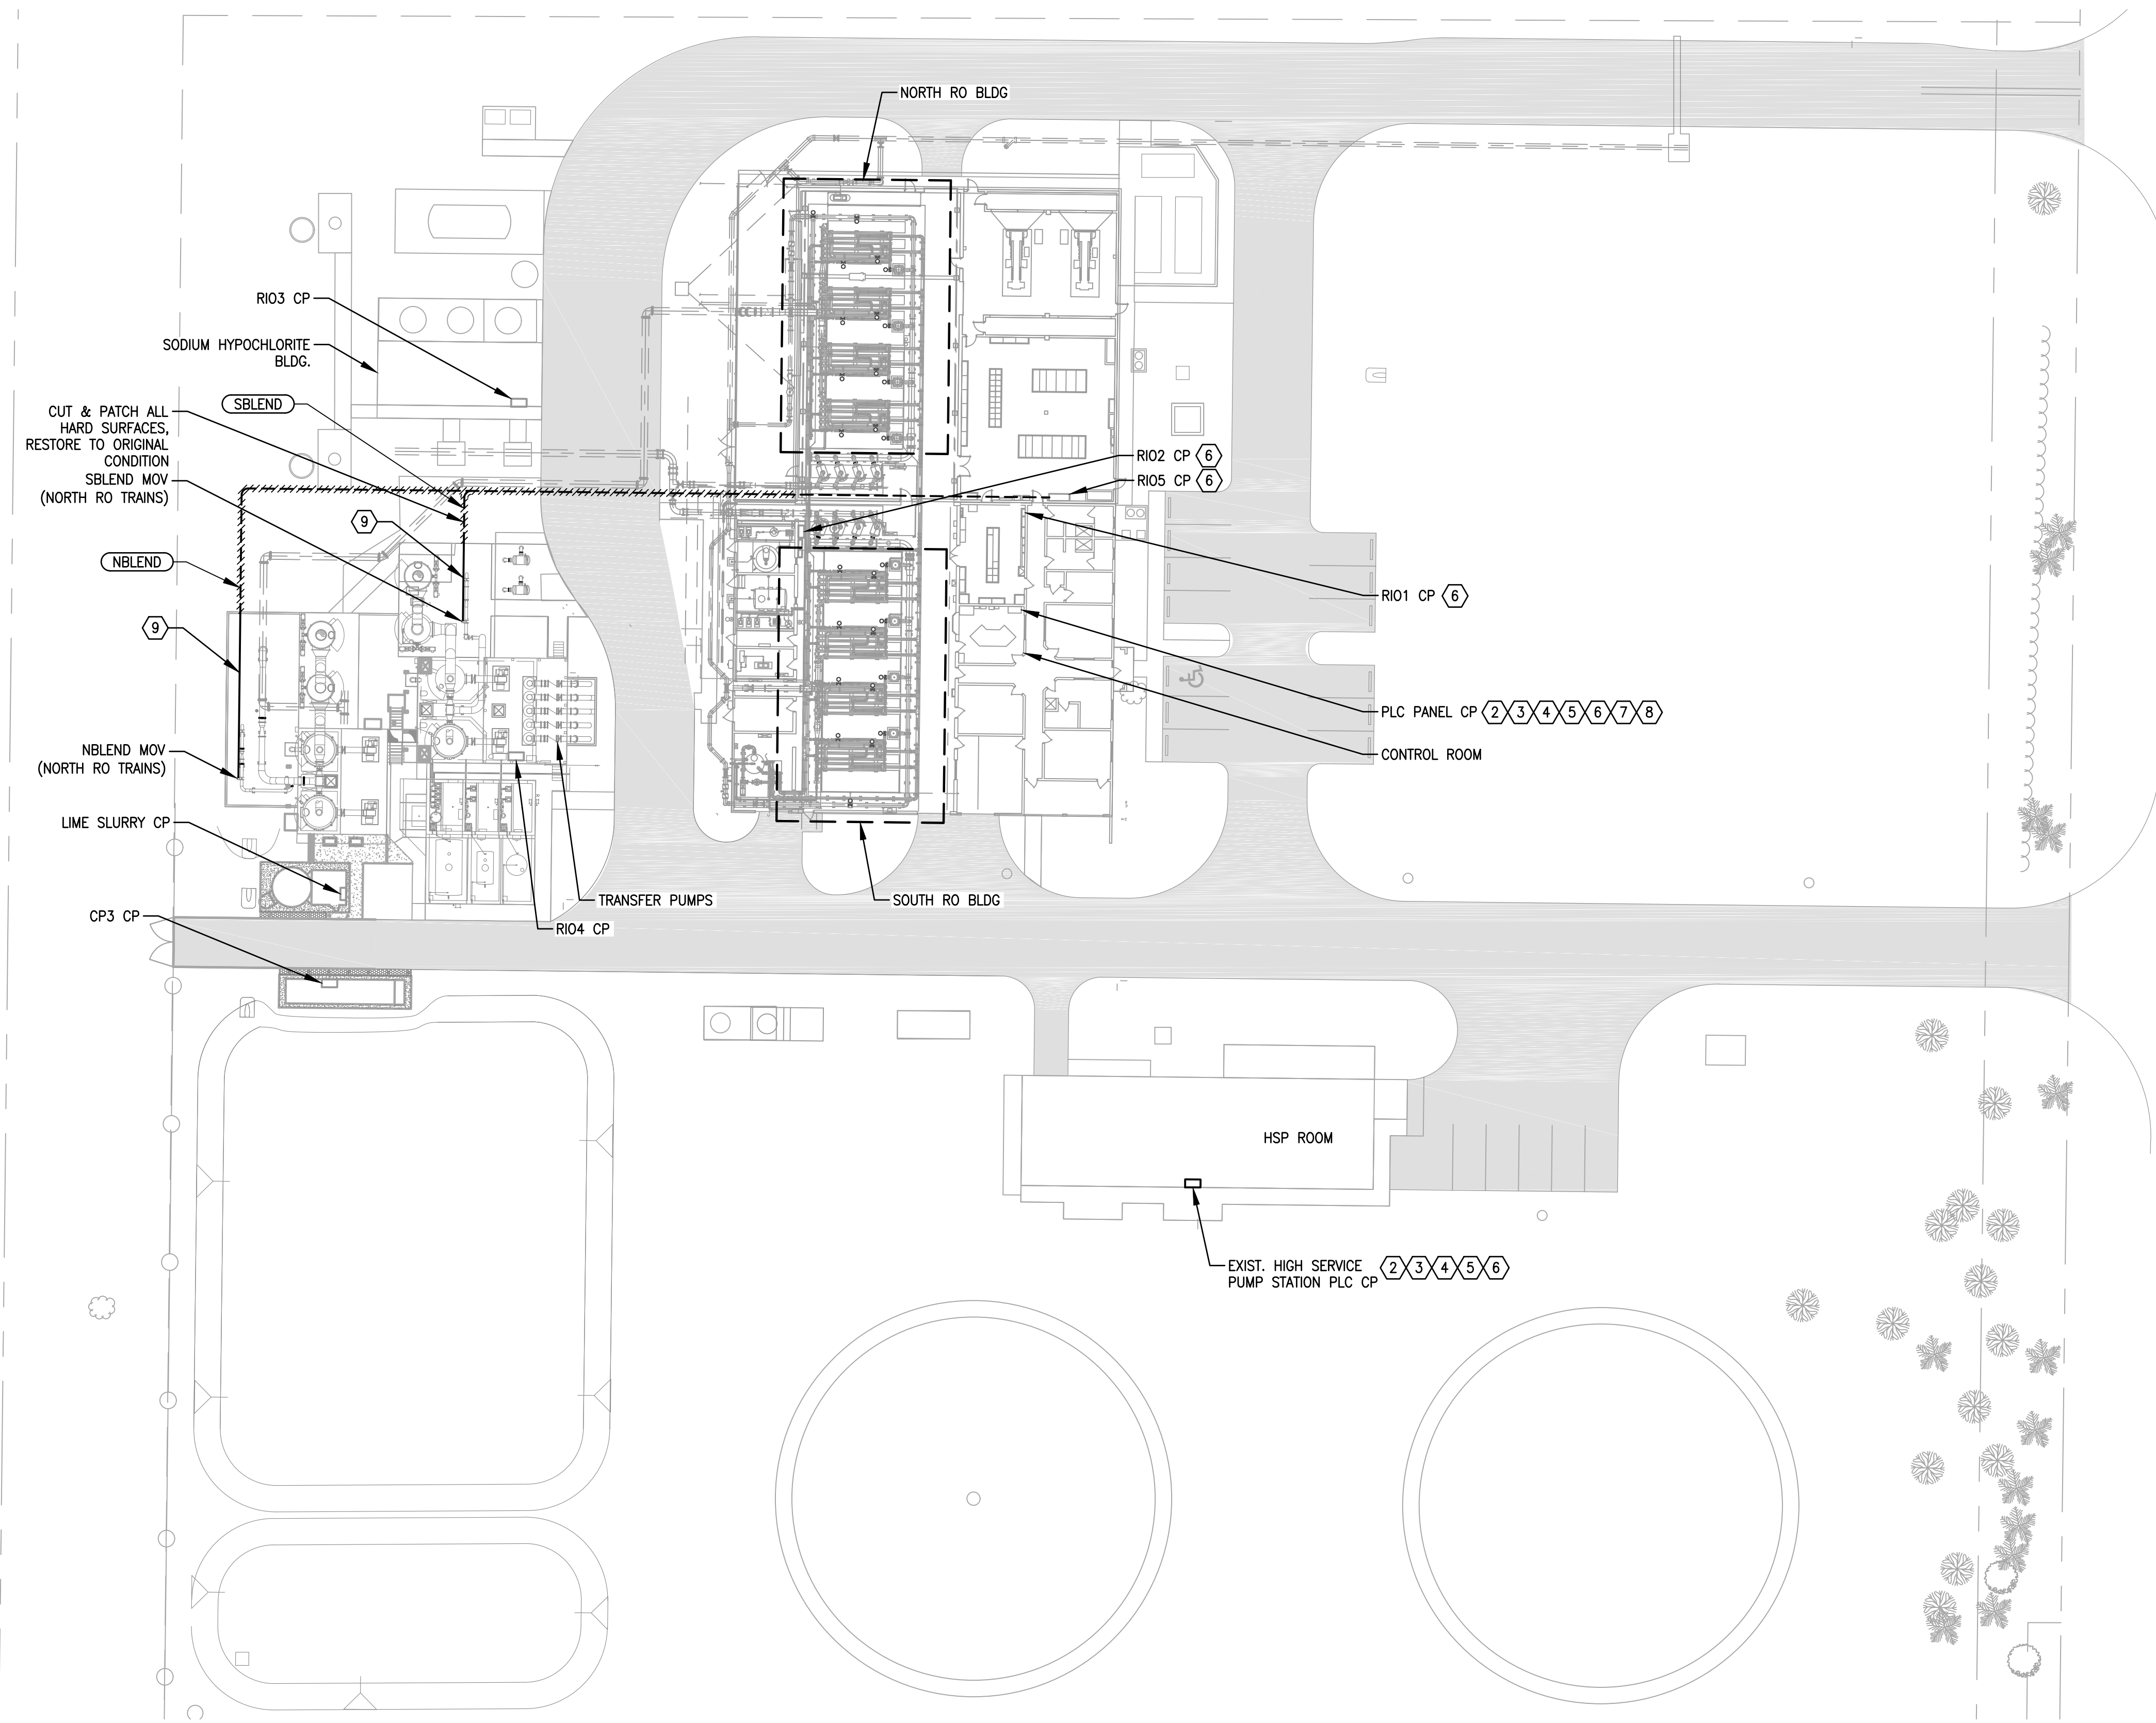 NORTH RO BLDG
RIO3 CP
SODIUM HYPOCHLORITE
BLDG.
SBLEND
CUT & PATCH ALL
HARD SURFACES,
RESTORE TO ORIGINAL
CONDITION
SBLEND MOV
(NORTH RO TRAINS)
9
NBLEND
9
NBLEND MOV
(NORTH RO TRAINS)
LIME SLURRY CP
CP3 CP
RIO2 CP 6
RIO5 CP 6
RIO1 CP 6
PLC PANEL CP 2 3 4 5 6 7 8
CONTROL ROOM
TRANSFER PUMPS
RIO4 CP
SOUTH RO BLDG
HSP ROOM
EXIST. HIGH SERVICE 2 3 4 5 6
PUMP STATION PLC CP